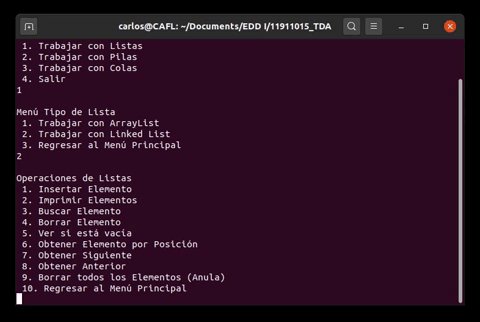 carlos@CAFL: ~/Documents/EDD I/11911015_TDA
1. Trabajar con Listas
2. Trabajar con Pilas
3. Trabajar con Colas
4. Salir
1
Menú Tipo de Lista
1. Trabajar con ArrayList
2. Trabajar con Linked List
3. Regresar al Menú Principal
2
Operaciones de Listas
1. Insertar Elemento
2. Imprimir Elementos
3. Buscar Elemento
4. Borrar Elemento
5. Ver si está vacía
6. Obtener Elemento por Posición
7. Obtener Siguiente
8. Obtener Anterior
9. Borrar todos los Elementos (Anula)
10. Regresar al Menú Principal